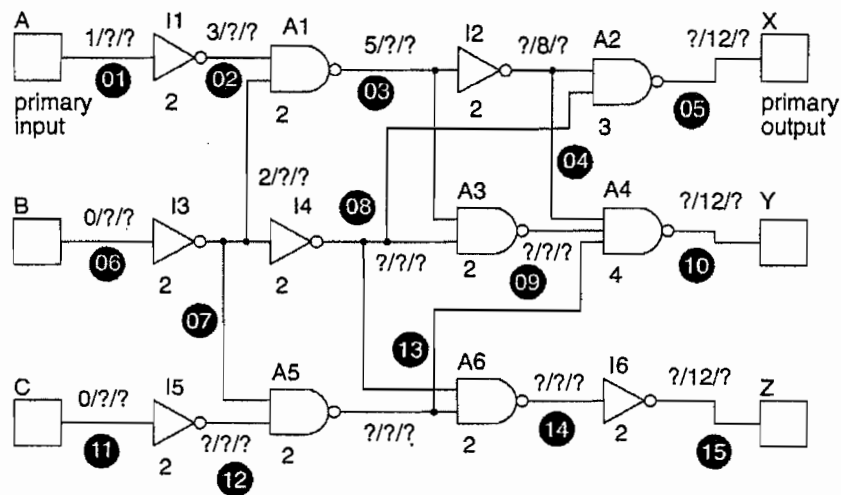 A
I1
A1
I2
A2
X
1/?/?
3/?/?
5/?/?
?/8/?
?/12/?
01
02
03
05
primary
input
2
2
2
3
primary
output
04
B
I3
2/?/?
I4
08
A3
A4
?/12/?
Y
0/?/?
06
?/?/?
?/?/?
2
2
2
09
4
10
07
13
C
I5
A5
A6
I6
Z
0/?/?
?/?/?
?/12/?
11
?/?/?
?/?/?
14
15
2
12
2
2
2